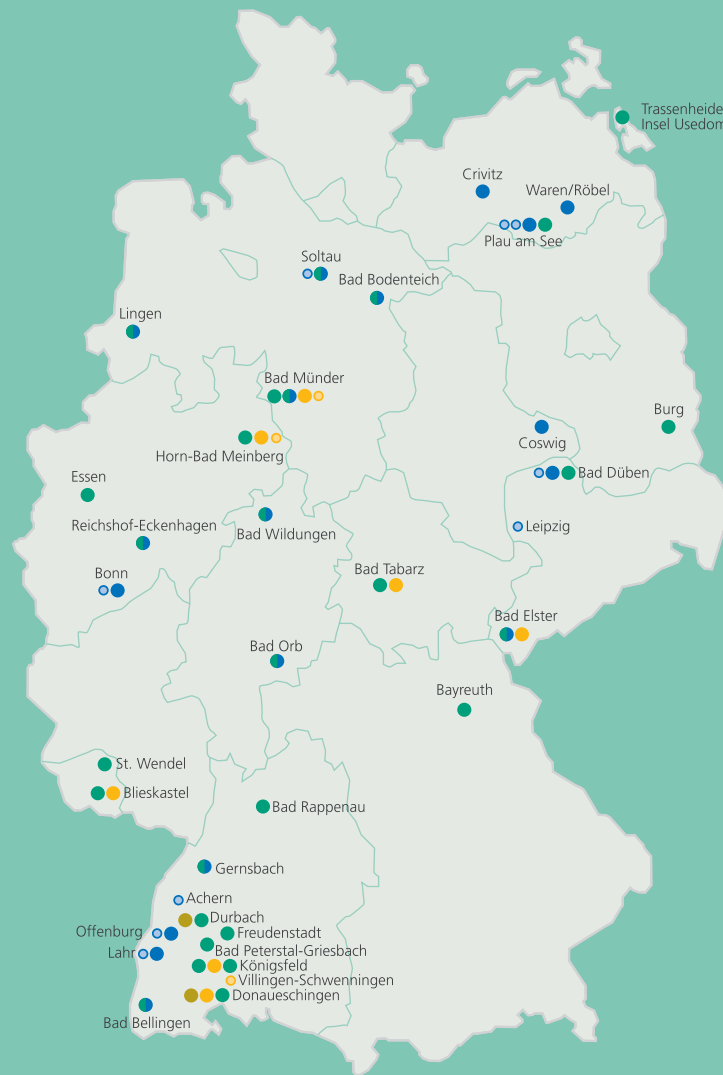 Trassenheide
Insel Usedom
Crivitz
Waren/Röbel
Plau am See
Soltau
Bad Bodenteich
Lingen
Bad Münder
Burg
Coswig
Horn-Bad Meinberg
Essen
Bad Düben
Reichshof-Eckenhagen
Bad Wildungen
Leipzig
Bonn
Bad Tabarz
Bad Elster
Bad Orb
Bayreuth
St. Wendel
Blieskastel
Bad Rappenau
Gernsbach
Achern
Durbach
Offenburg
Freudenstadt
Lahr
Bad Peterstal-Griesbach
Königsfeld
Villingen-Schwenningen
Donaueschingen
Bad Bellingen